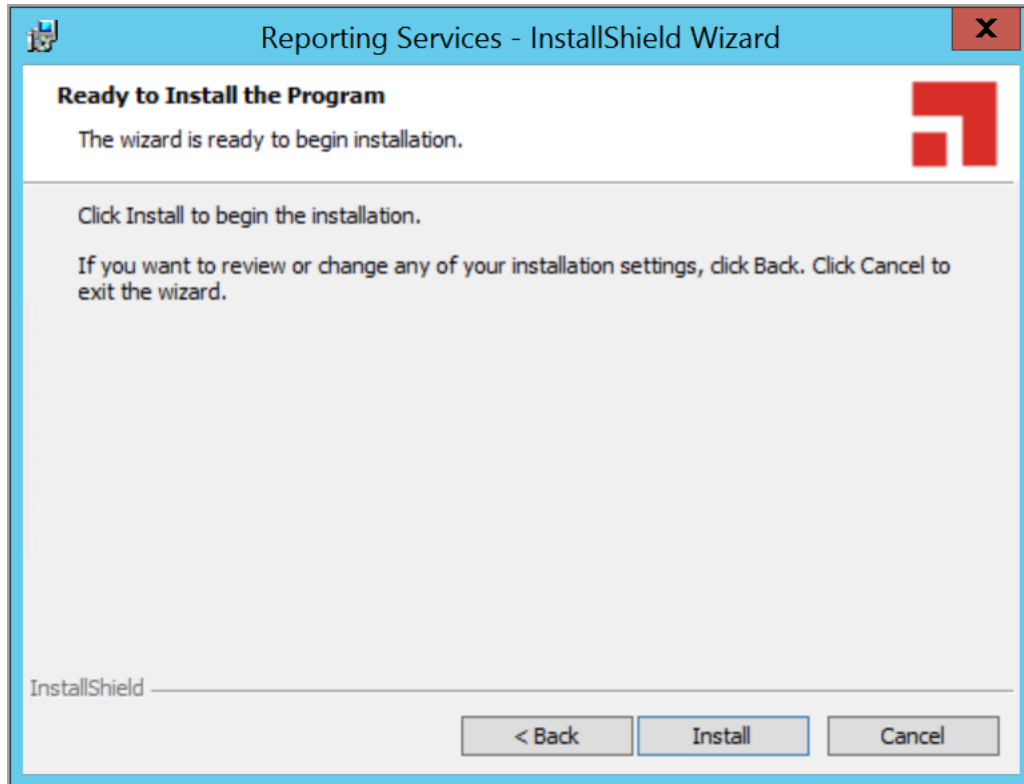 Reporting Services - InstallShield Wizard
X
Ready to Install the Program
The wizard is ready to begin installation.
Click Install to begin the installation.
If you want to review or change any of your installation settings, click Back. Click Cancel to
exit the wizard.
InstallShield
< Back
Install
Cancel